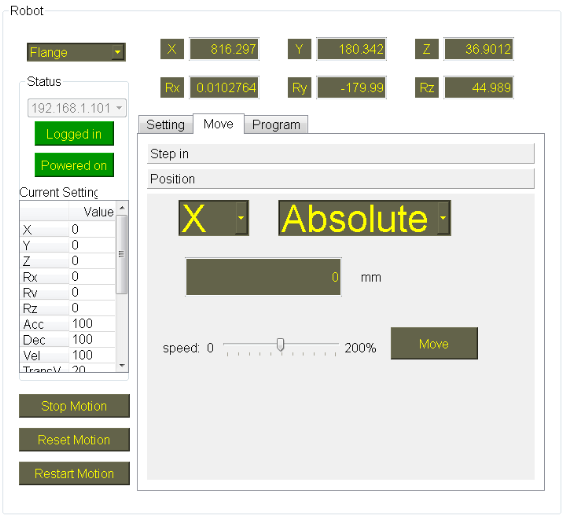 Robot
Flange
X 816.297 Y 180.342 Z 36.9012
Rx 0.0102764 Ry -179.99 Rz 44.989
Status
192.168.1.101
Logged in
Powered on
Current Setting
Value
X 0
Y 0
Z 0
Rx 0
Rv 0
Rz 0
Acc 100
Dec 100
Vel 100
TransV 20
Stop Motion
Reset Motion
Restart Motion
Setting Move Program
Step in
Position
X Absolute
0 mm
speed: 0 200% Move